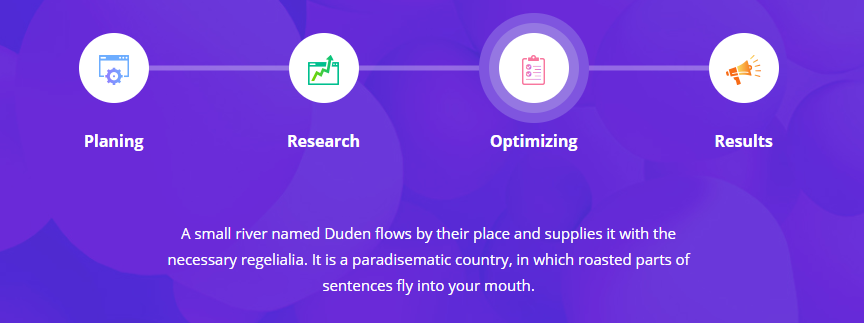 Planing
Research
Optimizing
Results
A small river named Duden flows by their place and supplies it with the
necessary regelialia. It is a paradisematic country, in which roasted parts of
sentences fly into your mouth.